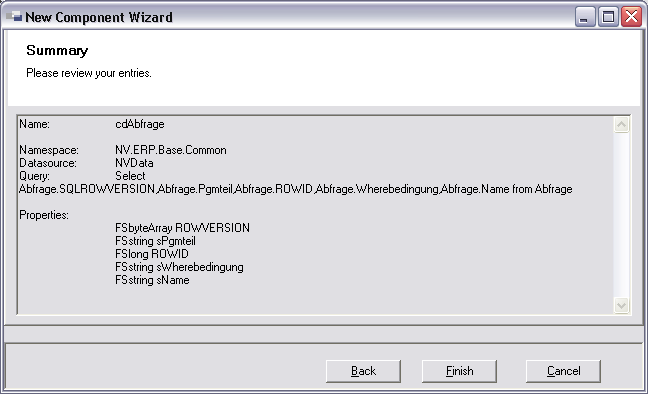 New Component Wizard
Summary
Please review your entries.
Name: cdAbfrage
Namespace: NV.ERP.Base.Common
Datasource: NVData
Query: Select
Abfrage.SQLROWVERSION,Abfrage.Pgmteil,Abfrage.ROWID,Abfrage.Wherebedingung,Abfrage.Name from Abfrage
Properties:
FSbyteArray ROWVERSION
FSstring sPgmteil
FSlong ROWID
FSstring sWherebedingung
FSstring sName
Back Finish Cancel